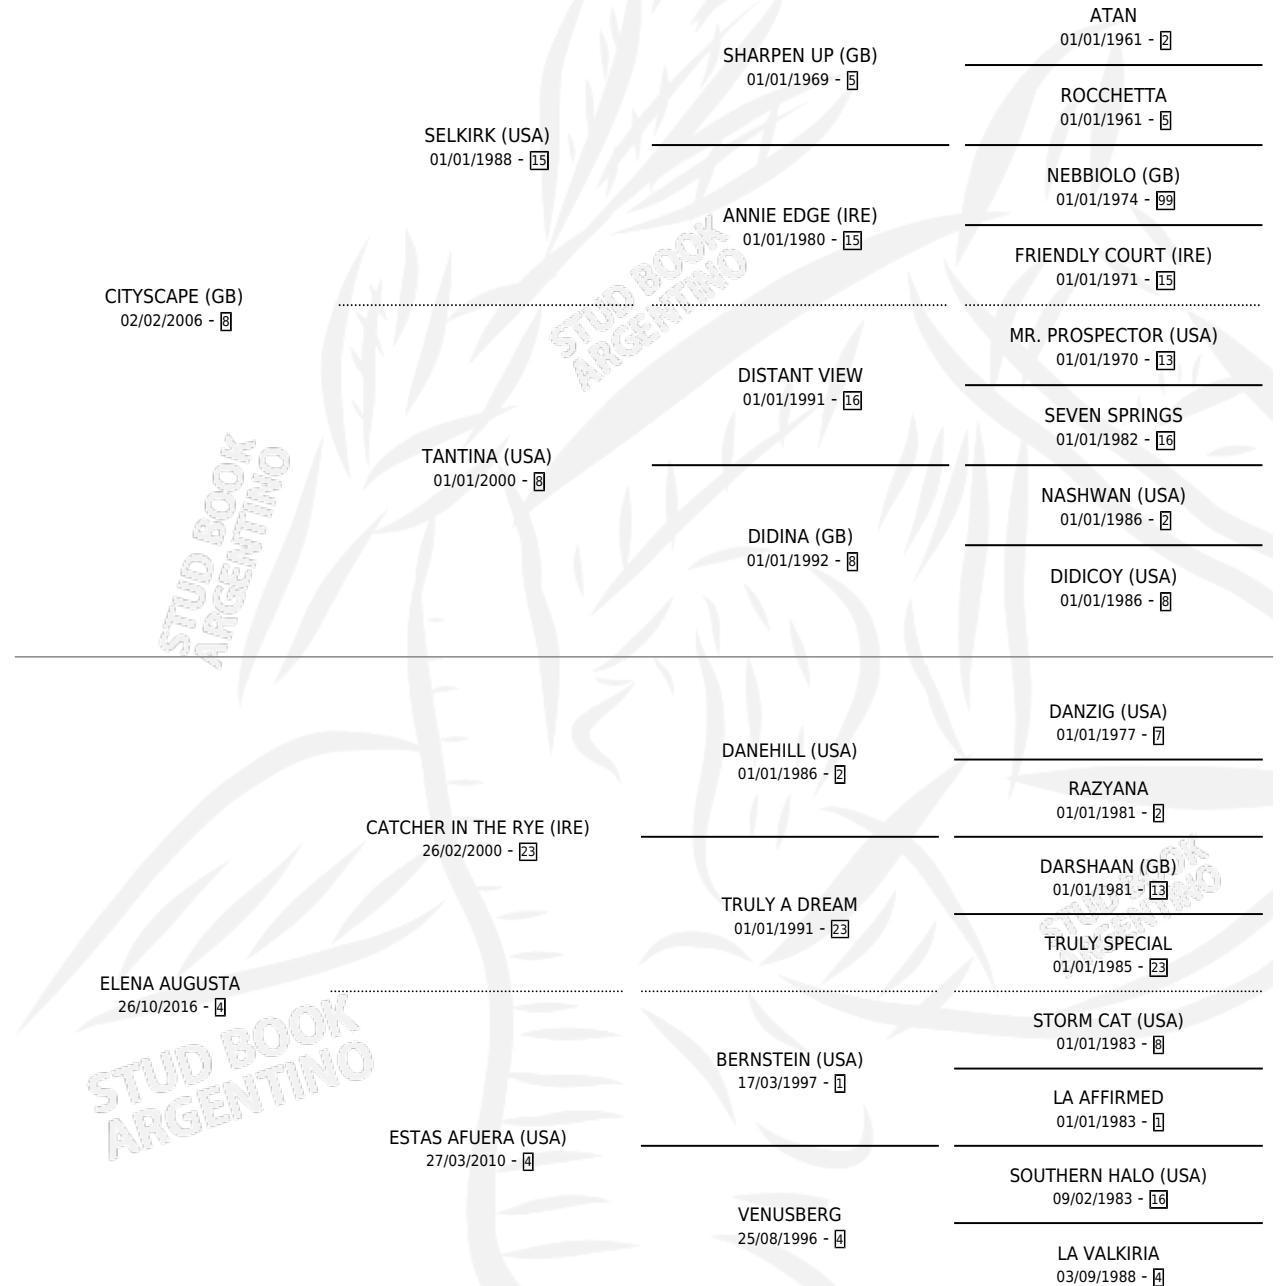 ATAN
01/01/1961 - 2
SHARPEN UP (GB)
01/01/1969 - 5
ROCCHETTA
01/01/1961 - 5
SELKIRK (USA)
01/01/1988 - 15
NEBBIOLO (GB)
01/01/1974 - 99
ANNIE EDGE (IRE)
01/01/1980 - 15
FRIENDLY COURT (IRE)
01/01/1971 - 15
CITYSCAPE (GB)
02/02/2006 - 8
MR. PROSPECTOR (USA)
01/01/1970 - 13
DISTANT VIEW
01/01/1991 - 16
SEVEN SPRINGS
01/01/1982 - 16
TANTINA (USA)
01/01/2000 - 8
NASHWAN (USA)
01/01/1986 - 2
DIDINA (GB)
01/01/1992 - 8
DIDICOY (USA)
01/01/1986 - 8
STUD BOOK
ARGENTINO
STUD BOOK
ARGENTINO
DANZIG (USA)
01/01/1977 - 7
DANEHILL (USA)
01/01/1986 - 2
RAZYANA
01/01/1981 - 2
CATCHER IN THE RYE (IRE)
26/02/2000 - 23
DARSHAAN (GB)
01/01/1981 - 13
TRULY A DREAM
01/01/1991 - 23
TRULY SPECIAL
01/01/1985 - 23
STUD BOOK
ARGENTINO
ELENA AUGUSTA
26/10/2016 - 4
STORM CAT (USA)
01/01/1983 - 8
BERNSTEIN (USA)
17/03/1997 - 1
LA AFFIRMED
01/01/1983 - 1
ESTAS AFUERA (USA)
27/03/2010 - 4
SOUTHERN HALO (USA)
09/02/1983 - 16
VENUSBERG
25/08/1996 - 4
LA VALKIRIA
03/09/1988 - 4
STUD BOOK
ARGENTINO